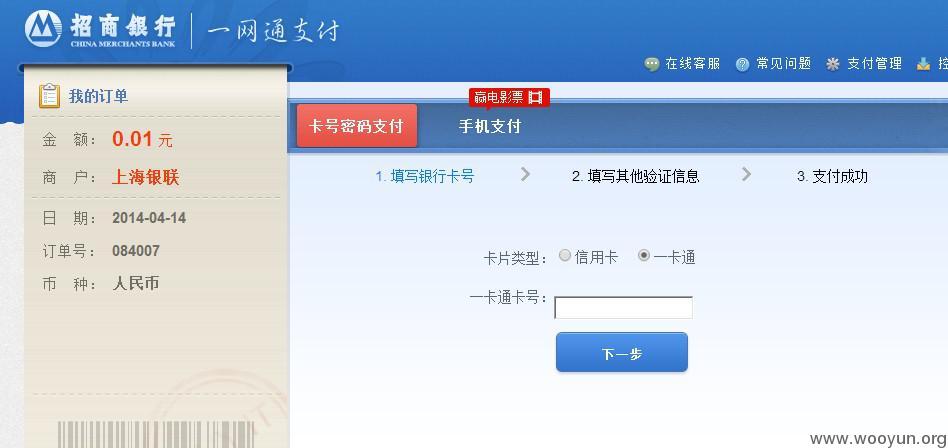 招商银行 一网通支付
CHINA MERCHANTS BANK
在线客服 常见问题 支付管理 控
我的订单
赢电影票
卡号密码支付 手机支付
金 额： 0.01 元
商 户： 上海银联
1. 填写银行卡号 2. 填写其他验证信息 3. 支付成功
日 期： 2014-04-14
订单号： 084007
币 种： 人民币
卡片类型： 信用卡 一卡通
一卡通卡号：
下一步
www.wooyun.org